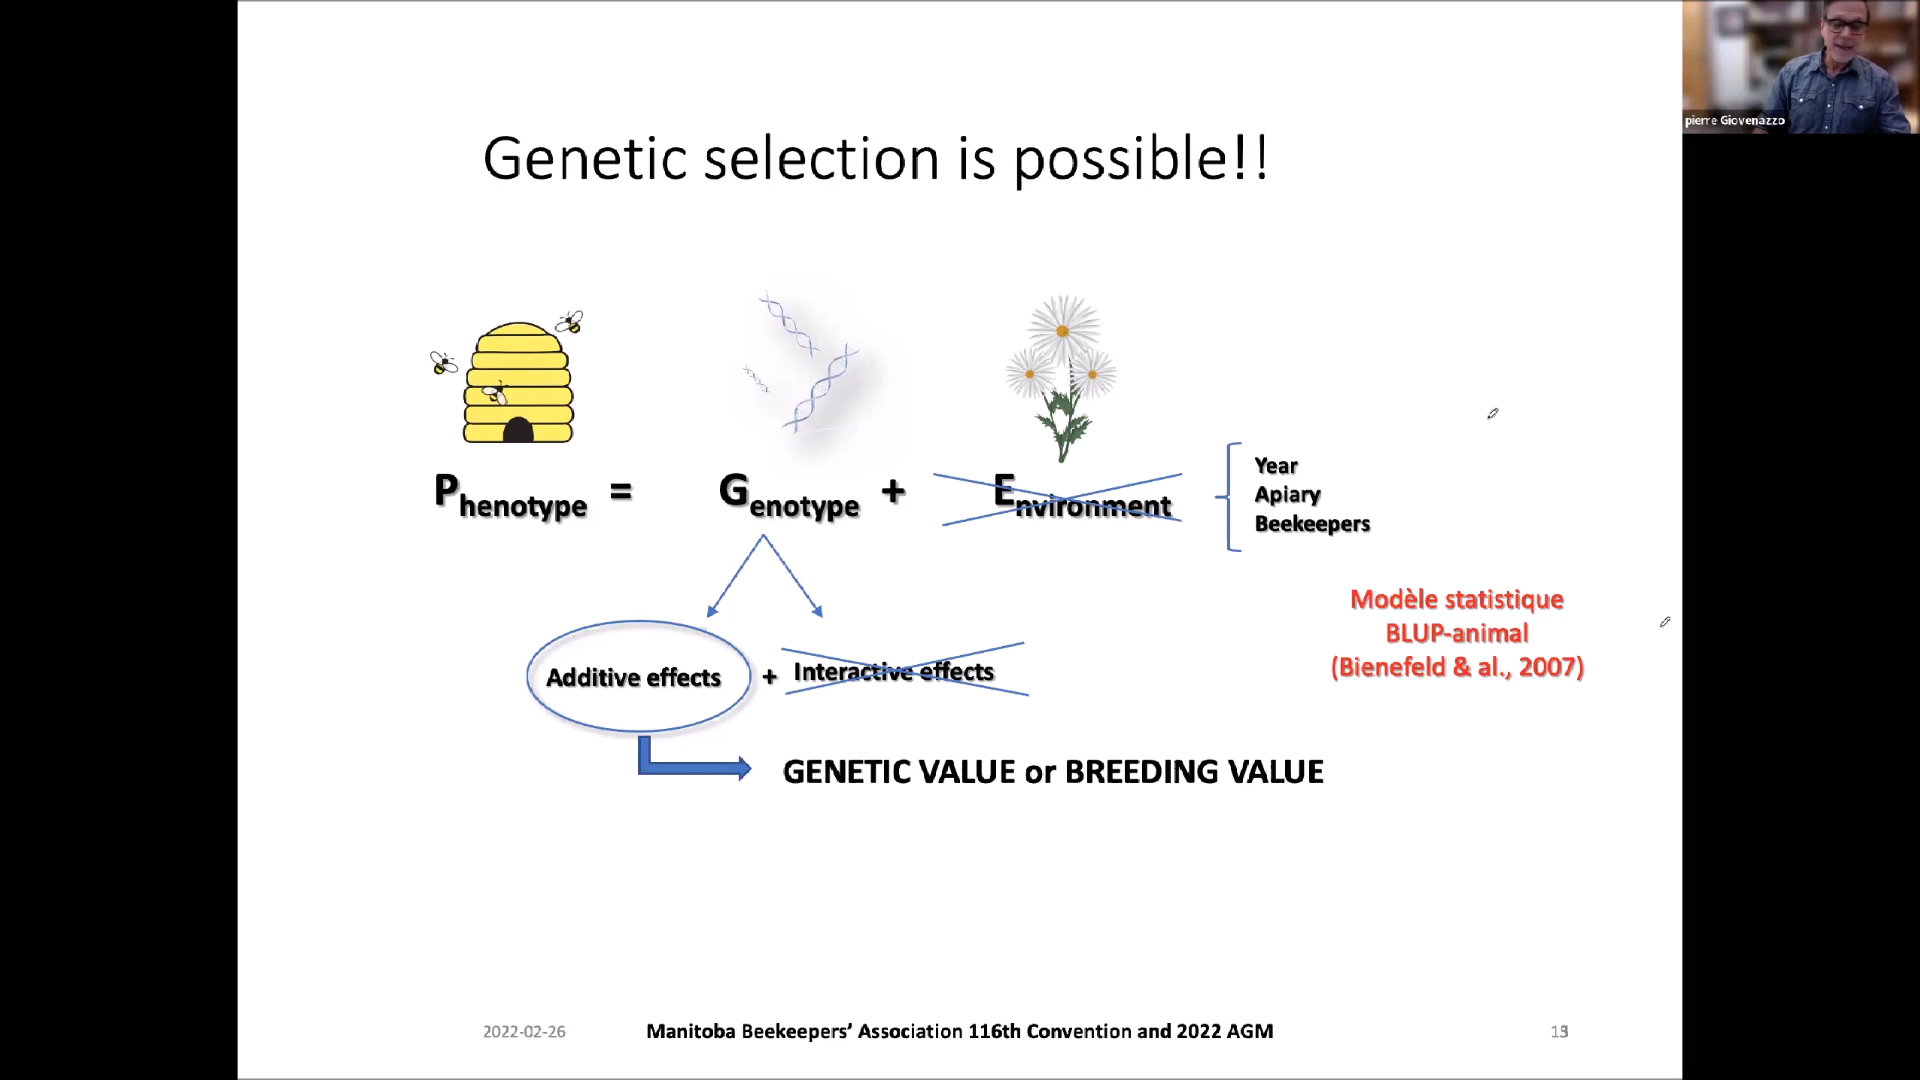 pierre Giovenazzo
Genetic selection is possible!!
Phenotype = Genotype + Environment
Year
Apiary
Beekeepers
Modèle statistique
BLUP-animal
(Bienefeld & al., 2007)
Additive effects + Interactive effects
GENETIC VALUE or BREEDING VALUE
2022-02-26
Manitoba Beekeepers’ Association 116th Convention and 2022 AGM